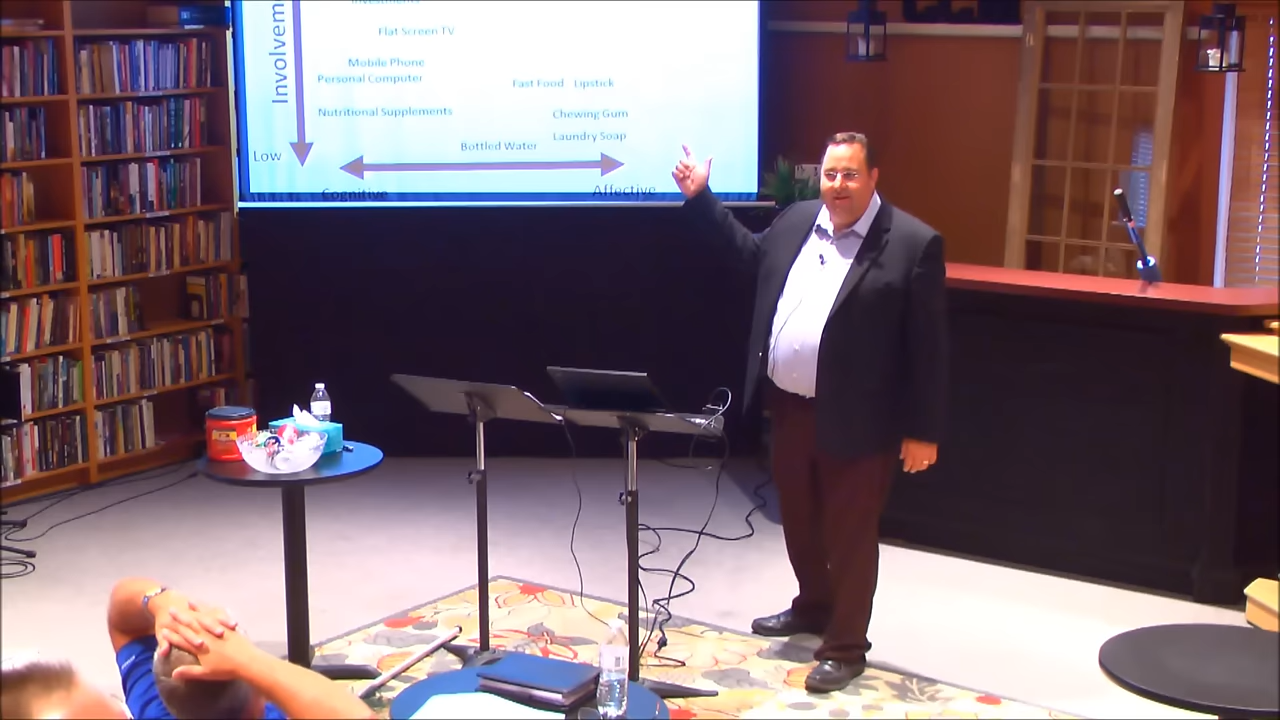 Involvem
Investments
Flat Screen TV
Mobile Phone
Personal Computer
Fast Food Lipstick
Nutritional Supplements
Chewing Gum
Laundry Soap
Bottled Water
Low
Cognitive
Affective